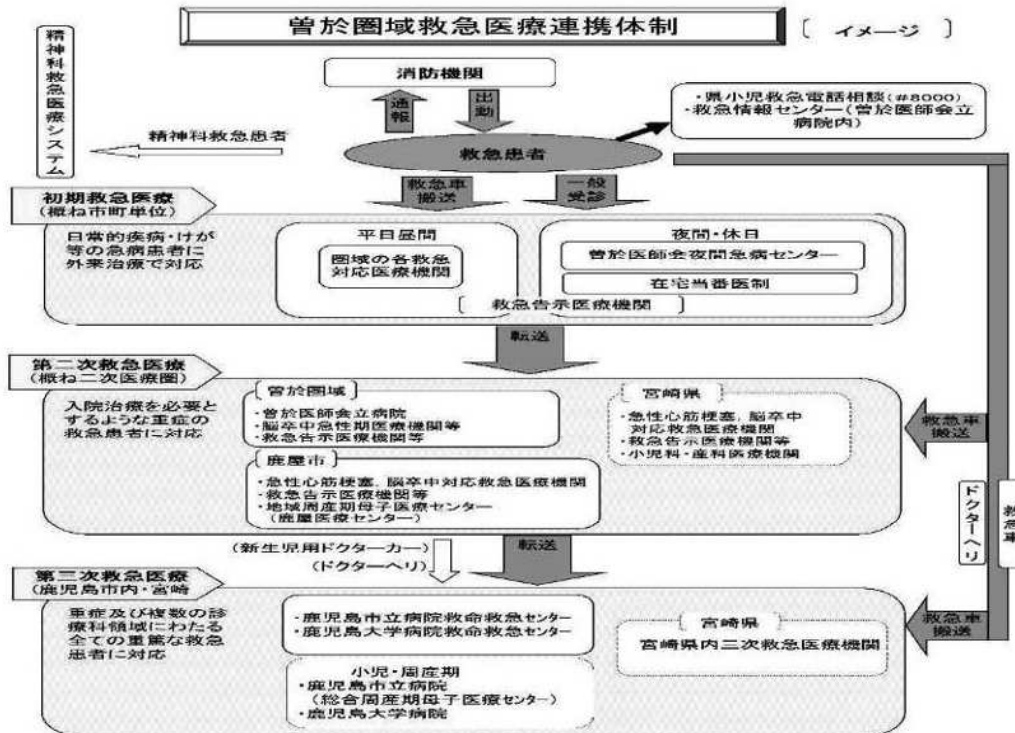 曽於圏域救急医療連携体制
〔 イメージ 〕
精神科救急医療システム
消防機関
通報
出動
・県小児救急電話相談(#8000)
・救急情報センター(曽於医師会立
病院内)
精神科救急患者
救急患者
救急車
搬送
一般
受診
初期救急医療
(概ね市町単位)
日常的疾病・けが
等の急病患者に
外来治療で対応
平日昼間
圏域の各救急
対応医療機関
夜間・休日
曽於医師会夜間急病センター
在宅当番医制
救急告示医療機関
転送
第二次救急医療
(概ね二次医療圏)
入院治療を必要と
するような重症の
救急患者に対応
曽於圏域
・曽於医師会立病院
・脳卒中急性期医療機関等
・救急告示医療機関等
鹿屋市
・急性心筋梗塞,脳卒中対応救急医療機関
・救急告示医療機関等
・地域周産期母子医療センター
(鹿屋医療センター)
宮崎県
・急性心筋梗塞,脳卒中
対応救急医療機関
・救急告示医療機関等
・小児科・産科医療機関
救急車
搬送
ドクターヘリ
救急車
(新生児用ドクターカー)
(ドクターヘリ)
転送
第三次救急医療
(鹿児島市内・宮崎
重症及び複数の診
療科領域にわたる
全ての重篤な救急
患者に対応
・鹿児島市立病院救命救急センター
・鹿児島大学病院救命救急センター
小児・周産期
・鹿児島市立病院
(総合周産期母子医療センター)
・鹿児島大学病院
宮崎県
宮崎県内三次救急医療機関
救急車
搬送